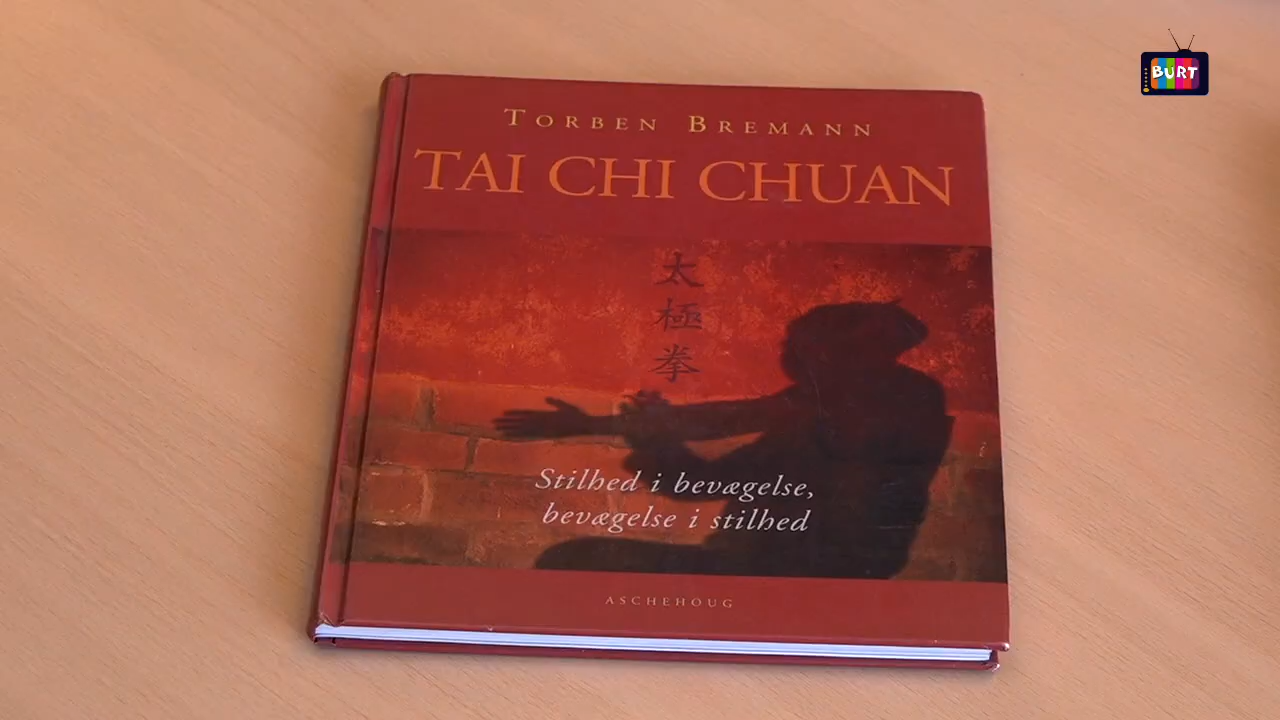 BURT
TORBEN BREMANN
TAI CHI CHUAN
太
極
拳
Stilhed i bevægelse,
bevægelse i stilhed
ASCHEHOUG